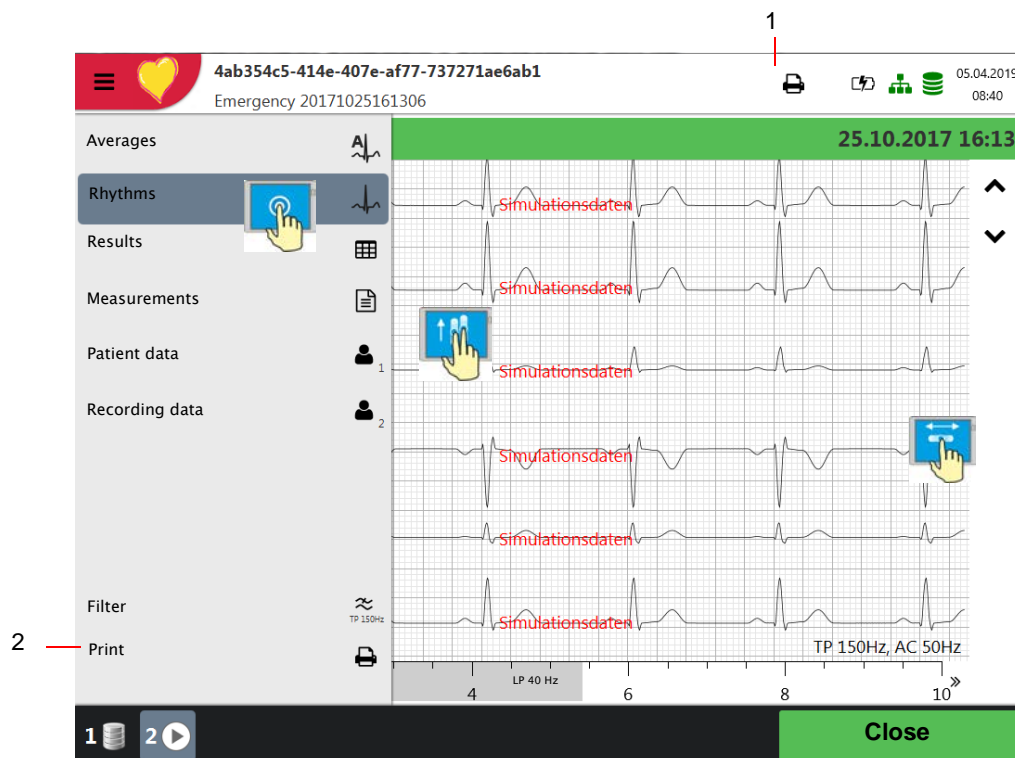 1
4ab354c5-414e-407e-af77-737271ae6ab1
Emergency 20171025161306
05.04.2019
08:40
Averages
A
25.10.2017 16:13
Rhythms
Results
Measurements
Patient data
1
Recording data
2
Simulationsdaten
Simulationsdaten
Simulationsdaten
Simulationsdaten
Simulationsdaten
Simulationsdaten
Filter
TP 150Hz
2
Print
TP 150Hz, AC 50Hz
LP 40 Hz
4 6 8 10
1
2
Close